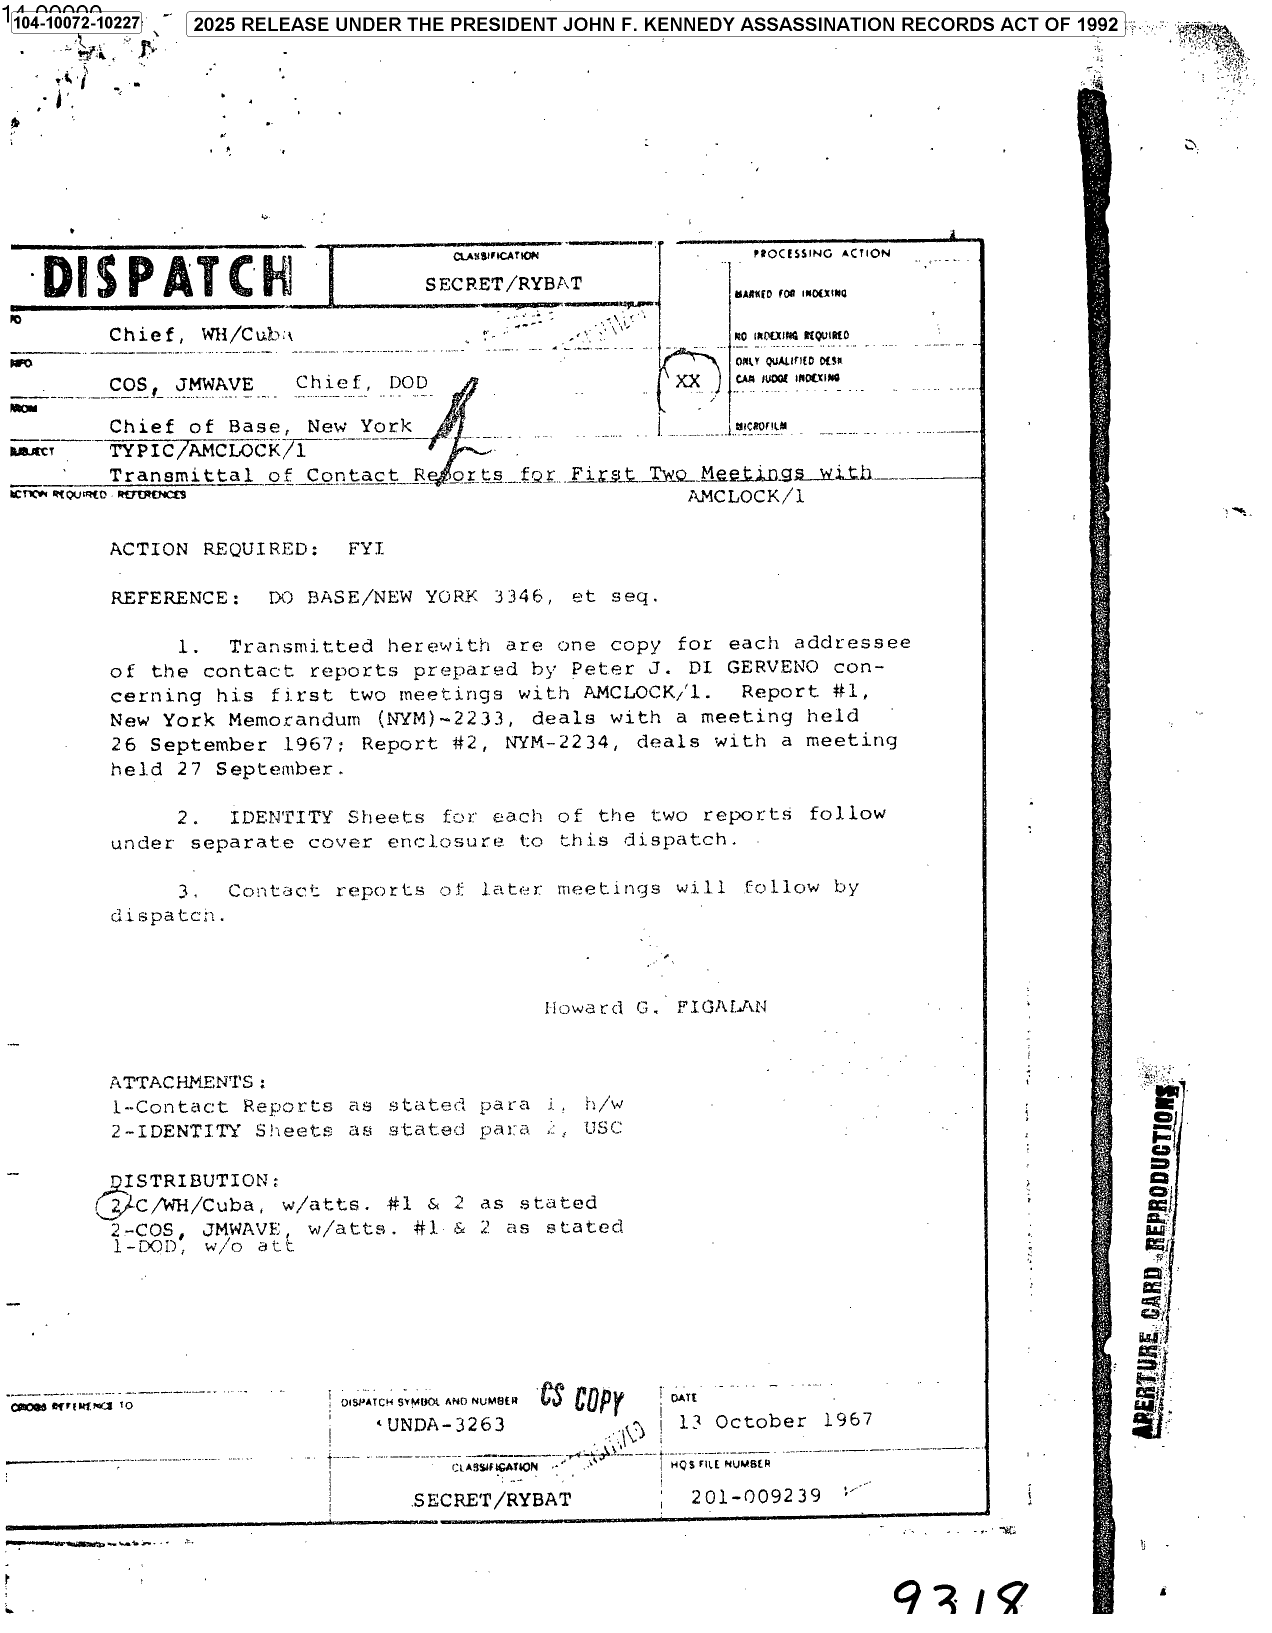 14-00000
104-10072-10227
2025 RELEASE UNDER THE PRESIDENT JOHN F. KENNEDY ASSASSINATION RECORDS ACT OF 1992
DISPATCH
CLASSIFICATION
SECRET/RYBAT
PROCESSING ACTION
MARKED FOR INDEXING
NO INDEXING REQUIRED
ONLY QUALIFIED DESK
CAN JUDGE INDEXING
MICROFILM
XX
TO
Chief, WH/Cuba
INFO
COS, JMWAVE Chief, DOD
FROM
Chief of Base, New York
SUBJECT TYPIC/AMCLOCK/1
Transmittal of Contact Reports for First Two Meetings with
ACTION REQUIRED - REFERENCES
AMCLOCK/1
ACTION REQUIRED: FYI
REFERENCE: DO BASE/NEW YORK 3346, et seq.
1. Transmitted herewith are one copy for each addressee
of the contact reports prepared by Peter J. DI GERVENO con-
cerning his first two meetings with AMCLOCK/1. Report #1,
New York Memorandum (NYM)-2233, deals with a meeting held
26 September 1967; Report #2, NYM-2234, deals with a meeting
held 27 September.
2. IDENTITY Sheets for each of the two reports follow
under separate cover enclosure to this dispatch.
3. Contact reports of later meetings will follow by
dispatch.
Howard G. FIGALAN
ATTACHMENTS:
1-Contact Reports as stated para 1, h/w
2-IDENTITY Sheets as stated para 2, USC
DISTRIBUTION:
2-C/WH/Cuba, w/atts. #1 & 2 as stated
2-COS, JMWAVE, w/atts. #1 & 2 as stated
1-DOD, w/o att
APERTURE CARD REPRODUCTIONS
CROSS REFERENCE TO
DISPATCH SYMBOL AND NUMBER
CS COPY
DATE
UNDA-3263
13 October 1967
CLASSIFICATION
HQS FILE NUMBER
SECRET/RYBAT
201-009239
9318